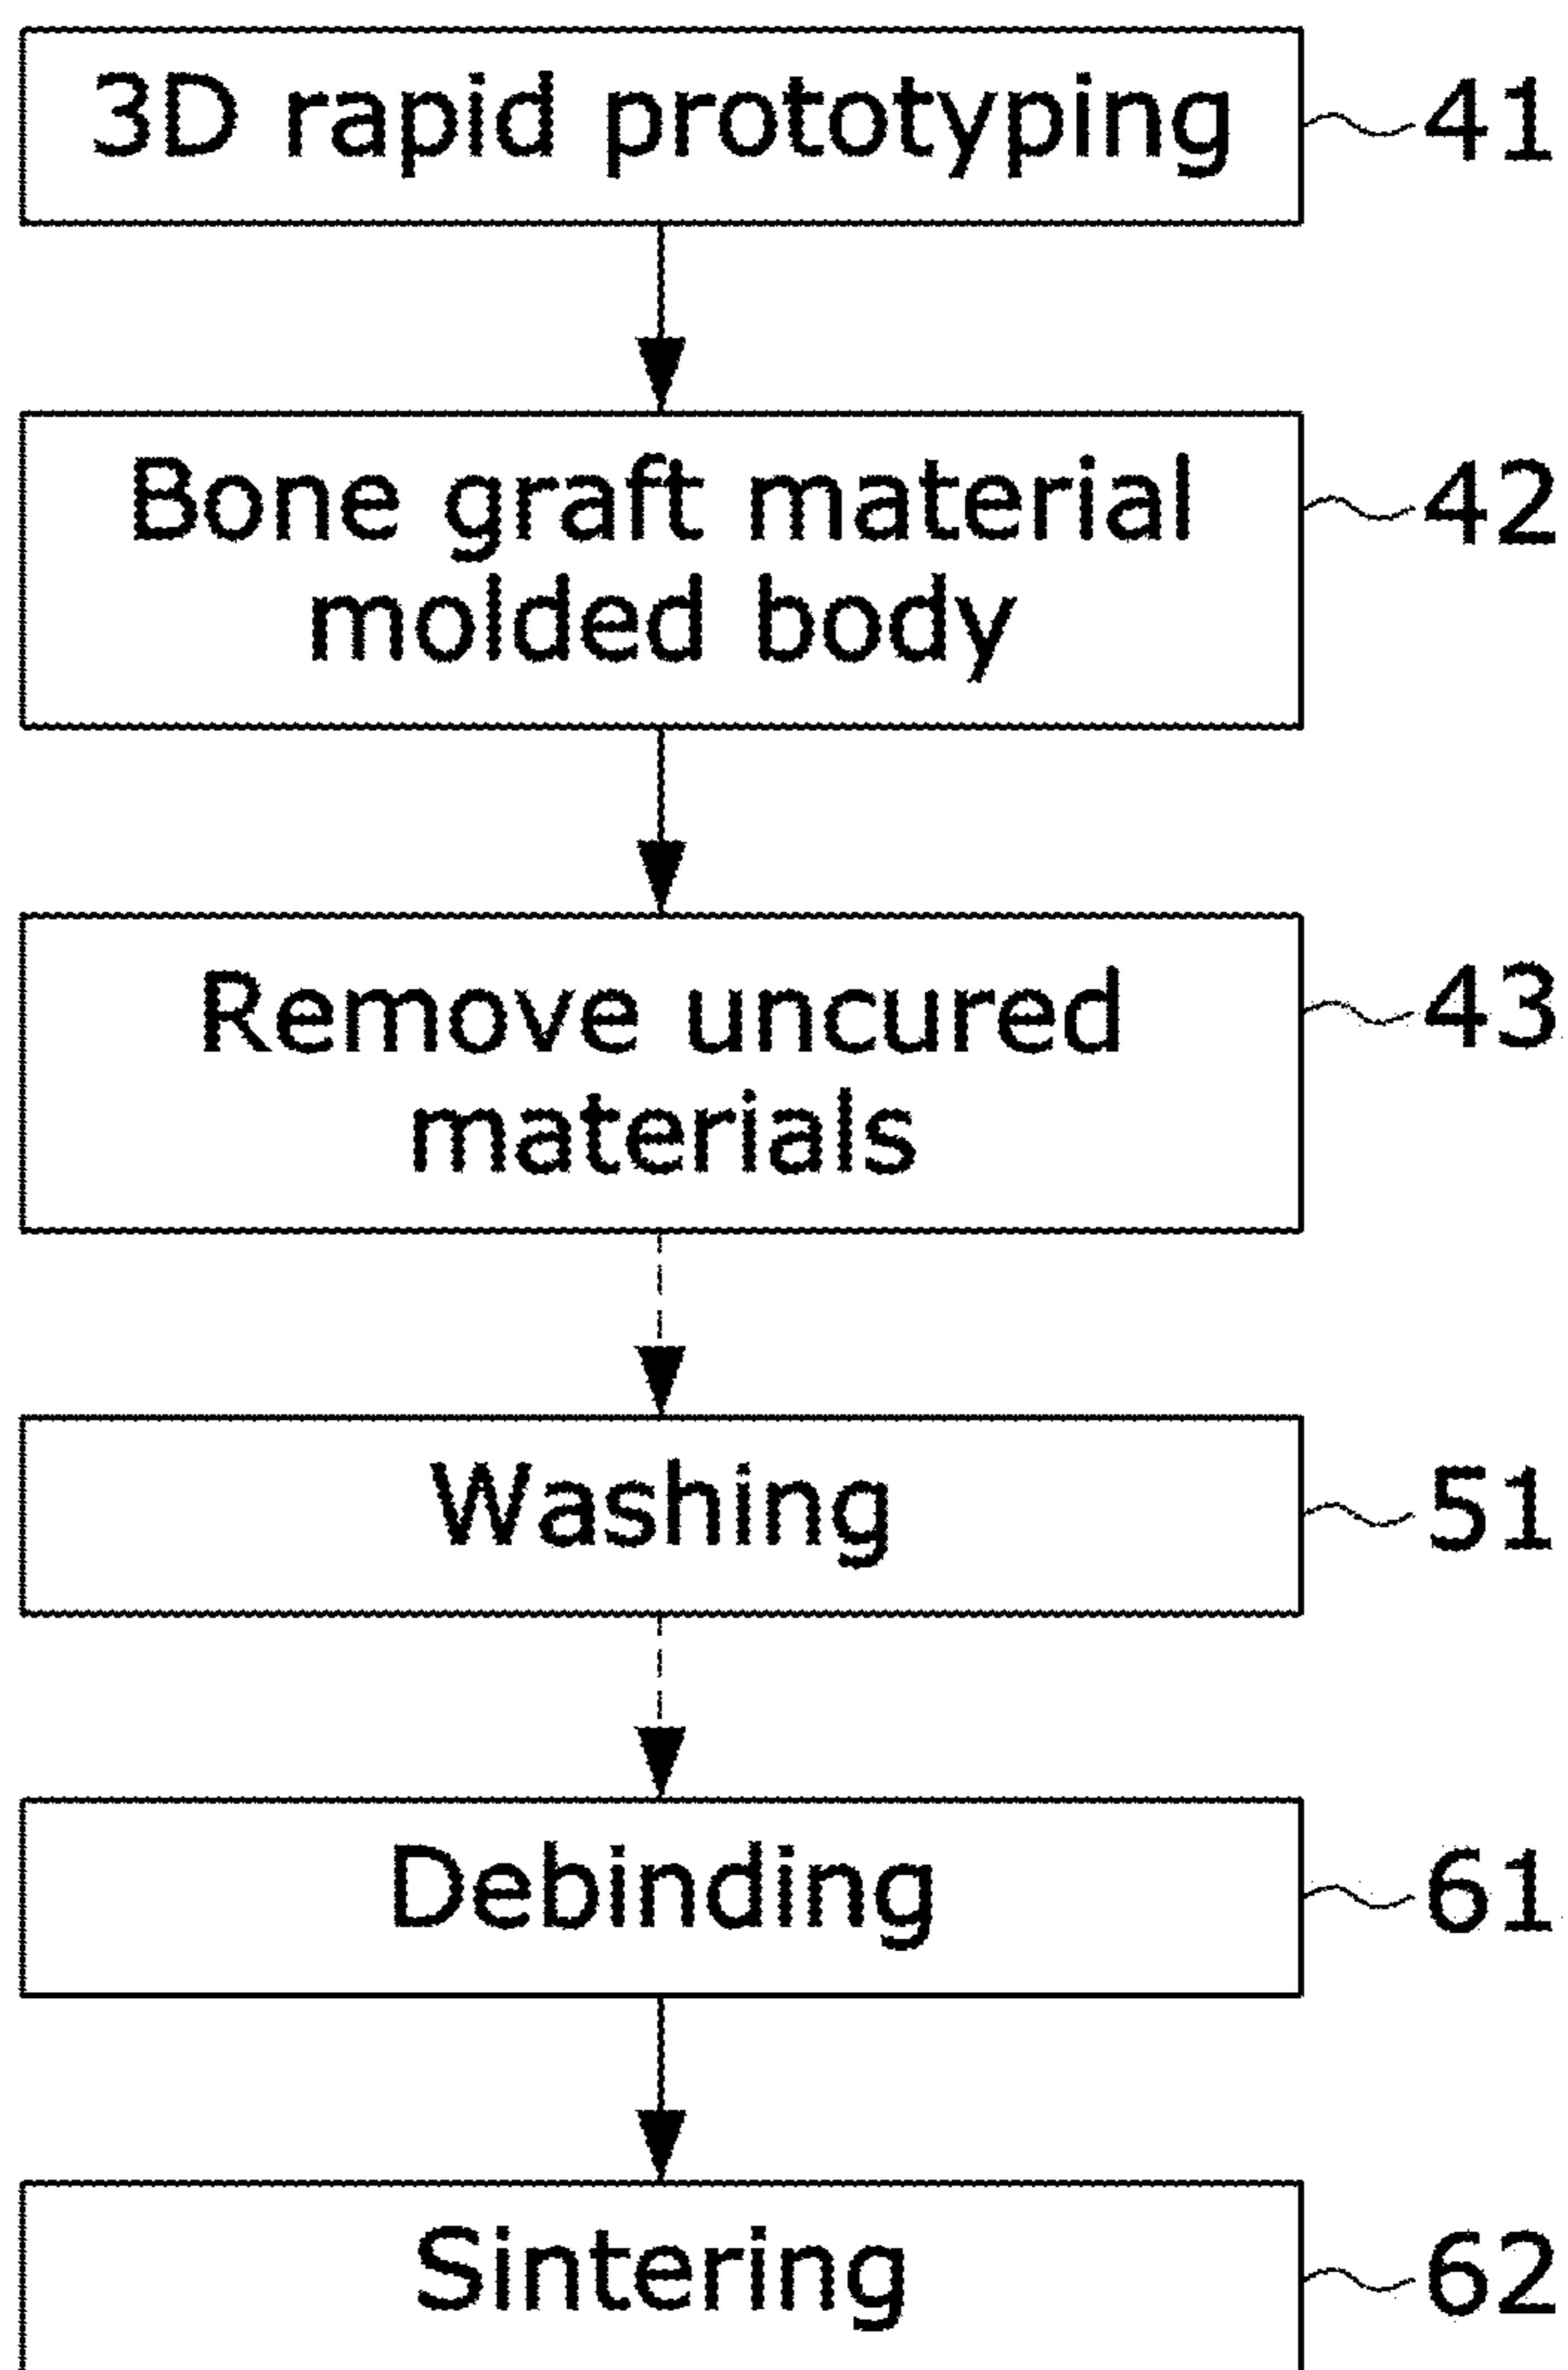 3D rapid prototyping 41
Bone graft material 42
molded body
Remove uncured 43
materials
Washing 51
Debinding 61
Sintering 62